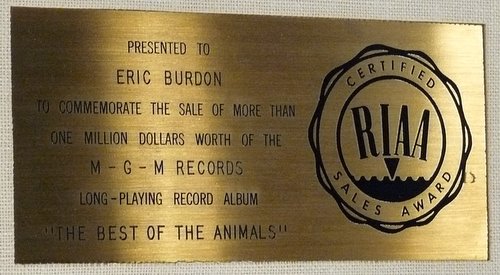 PRESENTED TO
ERIC BURDON
TO COMMEMORATE THE SALE OF MORE THAN
ONE MILLION DOLLARS WORTH OF THE
M-G-M RECORDS
LONG-PLAYING RECORD ALBUM
"THE BEST OF THE ANIMALS"
CERTIFIED
RIAA
SALES AWARD